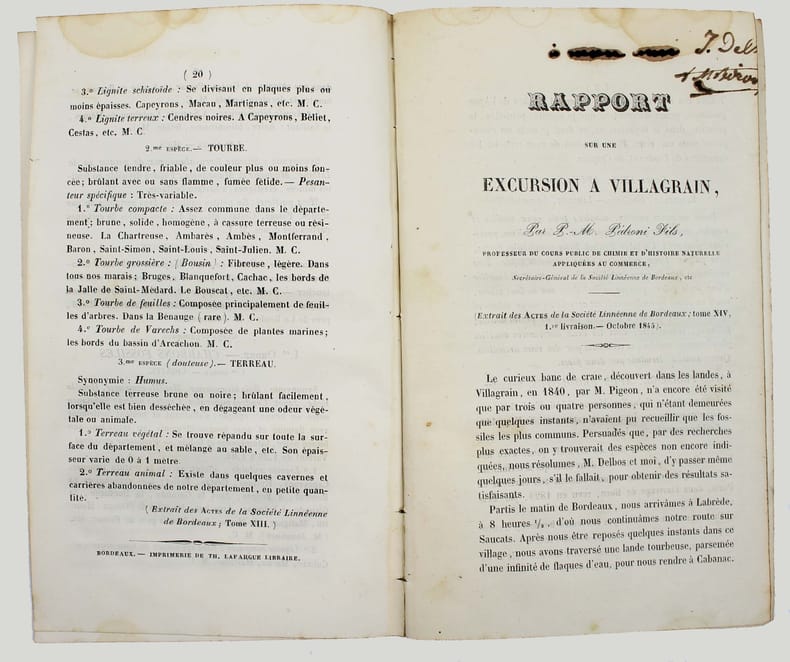 ( 20 )
3.º Lignite schistoïde : Se divisant en plaques plus ou
moins épaisses. Capeyrons, Macau, Martignas, etc. M. C.
4.º Lignite terreux : Cendres noires. A Capeyrons, Béliet,
Cestas, etc. M. C
2.me ESPÈCE.— TOURBE.
Substance tendre, friable, de couleur plus ou moins fon-
cée; brûlant avec ou sans flamme, fumée fétide.— Pesan-
teur spécifique : Très-variable.
1.º Tourbe compacte : Assez commune dans le départe-
ment; brune, solide, homogène, à cassure terreuse ou rési-
neuse. La Chartreuse, Ambarès, Ambès, Montferrand,
Baron, Saint-Simon, Saint-Louis, Saint-Julien. M. C.
2.º Tourbe grossière : (Bousin) : Fibreuse, légère. Dans
tous nos marais; Bruges, Blanquefort, Cachac, les bords de
la Jalle de Saint-Médard. Le Bouscat, etc. M. C.
3.º Tourbe de feuilles : Composée principalement de feuil-
les d'arbres. Dans la Benauge (rare). M. C.
4.º Tourbe de Varechs : Composée de plantes marines;
les bords du bassin d'Arcachon. M. C.
3.me ESPÈCE (douteuse).— TERREAU.
Synonymie : Humus.
Substance terreuse brune ou noire; brûlant facilement,
lorsqu'elle est bien desséchée, en dégageant une odeur végé-
tale ou animale.
1.º Terreau végétal : Se trouve répandu sur toute la sur-
face du département, et mélangé au sable, etc. Son épais-
seur varie de 0 à 1 metre
2.º Terreau animal : Existe dans quelques cavernes et
carrières abandonnées de notre département, en petite quan-
tité.
(Extrait des ACTES de la Société Linnéenne
de Bordeaux; Tome XIII.)
BORDEAUX.— IMPRIMERIE DE TH. LAFARGUE LIBRAIRE.
J. Del
RAPPORT
SUR UNE
EXCURSION A VILLAGRAIN,
Par P.-M. Pédroni Fils,
PROFESSEUR DU COURS PUBLIC DE CHIMIE ET D'HISTOIRE NATURELLE
APPLIQUÉES AU COMMERCE,
Secrétaire-Général de la Société Linnéenne de Bordeaux, etc
(Extrait des ACTES de la Société Linnéenne de Bordeaux; tome XIV,
1.re livraison.— Octobre 1845).
Le curieux banc de craie, découvert dans les landes, à
Villagrain, en 1840, par M. Pigeon, n'a encore été visité
que par trois ou quatre personnes, qui n'étant demeurées
que quelques instants, n'avaient pu recueillir que les fos-
siles les plus communs. Persuadés que, par des recherches
plus exactes, on y trouverait des espèces non encore indi-
quées, nous résolumes, M. Delbos et moi, d'y passer même
quelques jours, s'il le fallait, pour obtenir des résultats sa-
tisfaisants.
Partis le matin de Bordeaux, nous arrivâmes à Labrède,
à 8 heures 1/2, d'où nous continuâmes notre route sur
Saucats. Après nous être reposés quelques instants dans ce
village, nous avons traversé une lande tourbeuse, parsemée
d'une infinité de flaques d'eau, pour nous rendre à Cabanac.